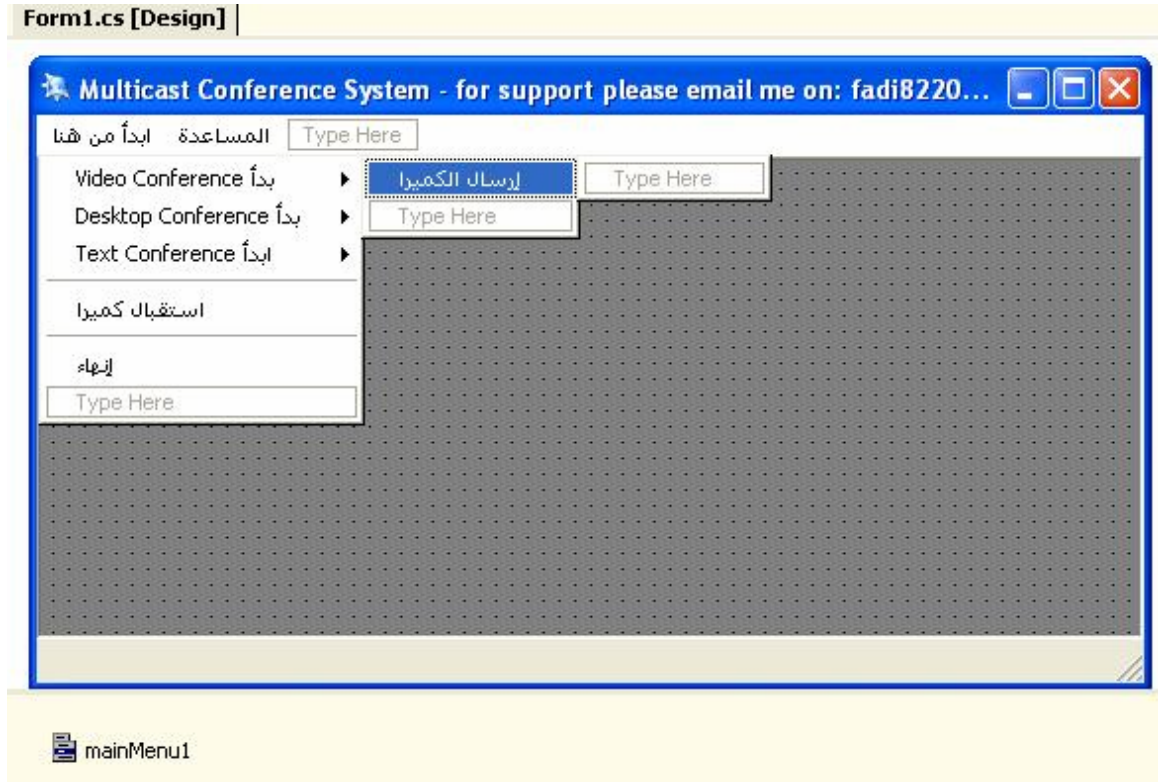 Form1.cs [Design]
Multicast Conference System - for support please email me on: fadi8220...
ابدأ من هنا المساعدة Type Here
بدأ Video Conference
إرسال الكميرا
Type Here
بدأ Desktop Conference
Type Here
ابدأ Text Conference
استقبال كميرا
إنهاء
Type Here
mainMenu1